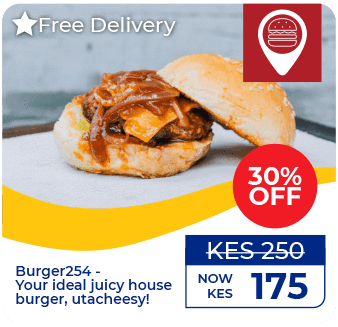 Free Delivery
30%
OFF
KES 250
NOW
KES
175
Burger254 -
Your ideal juicy house
burger, utacheesy!